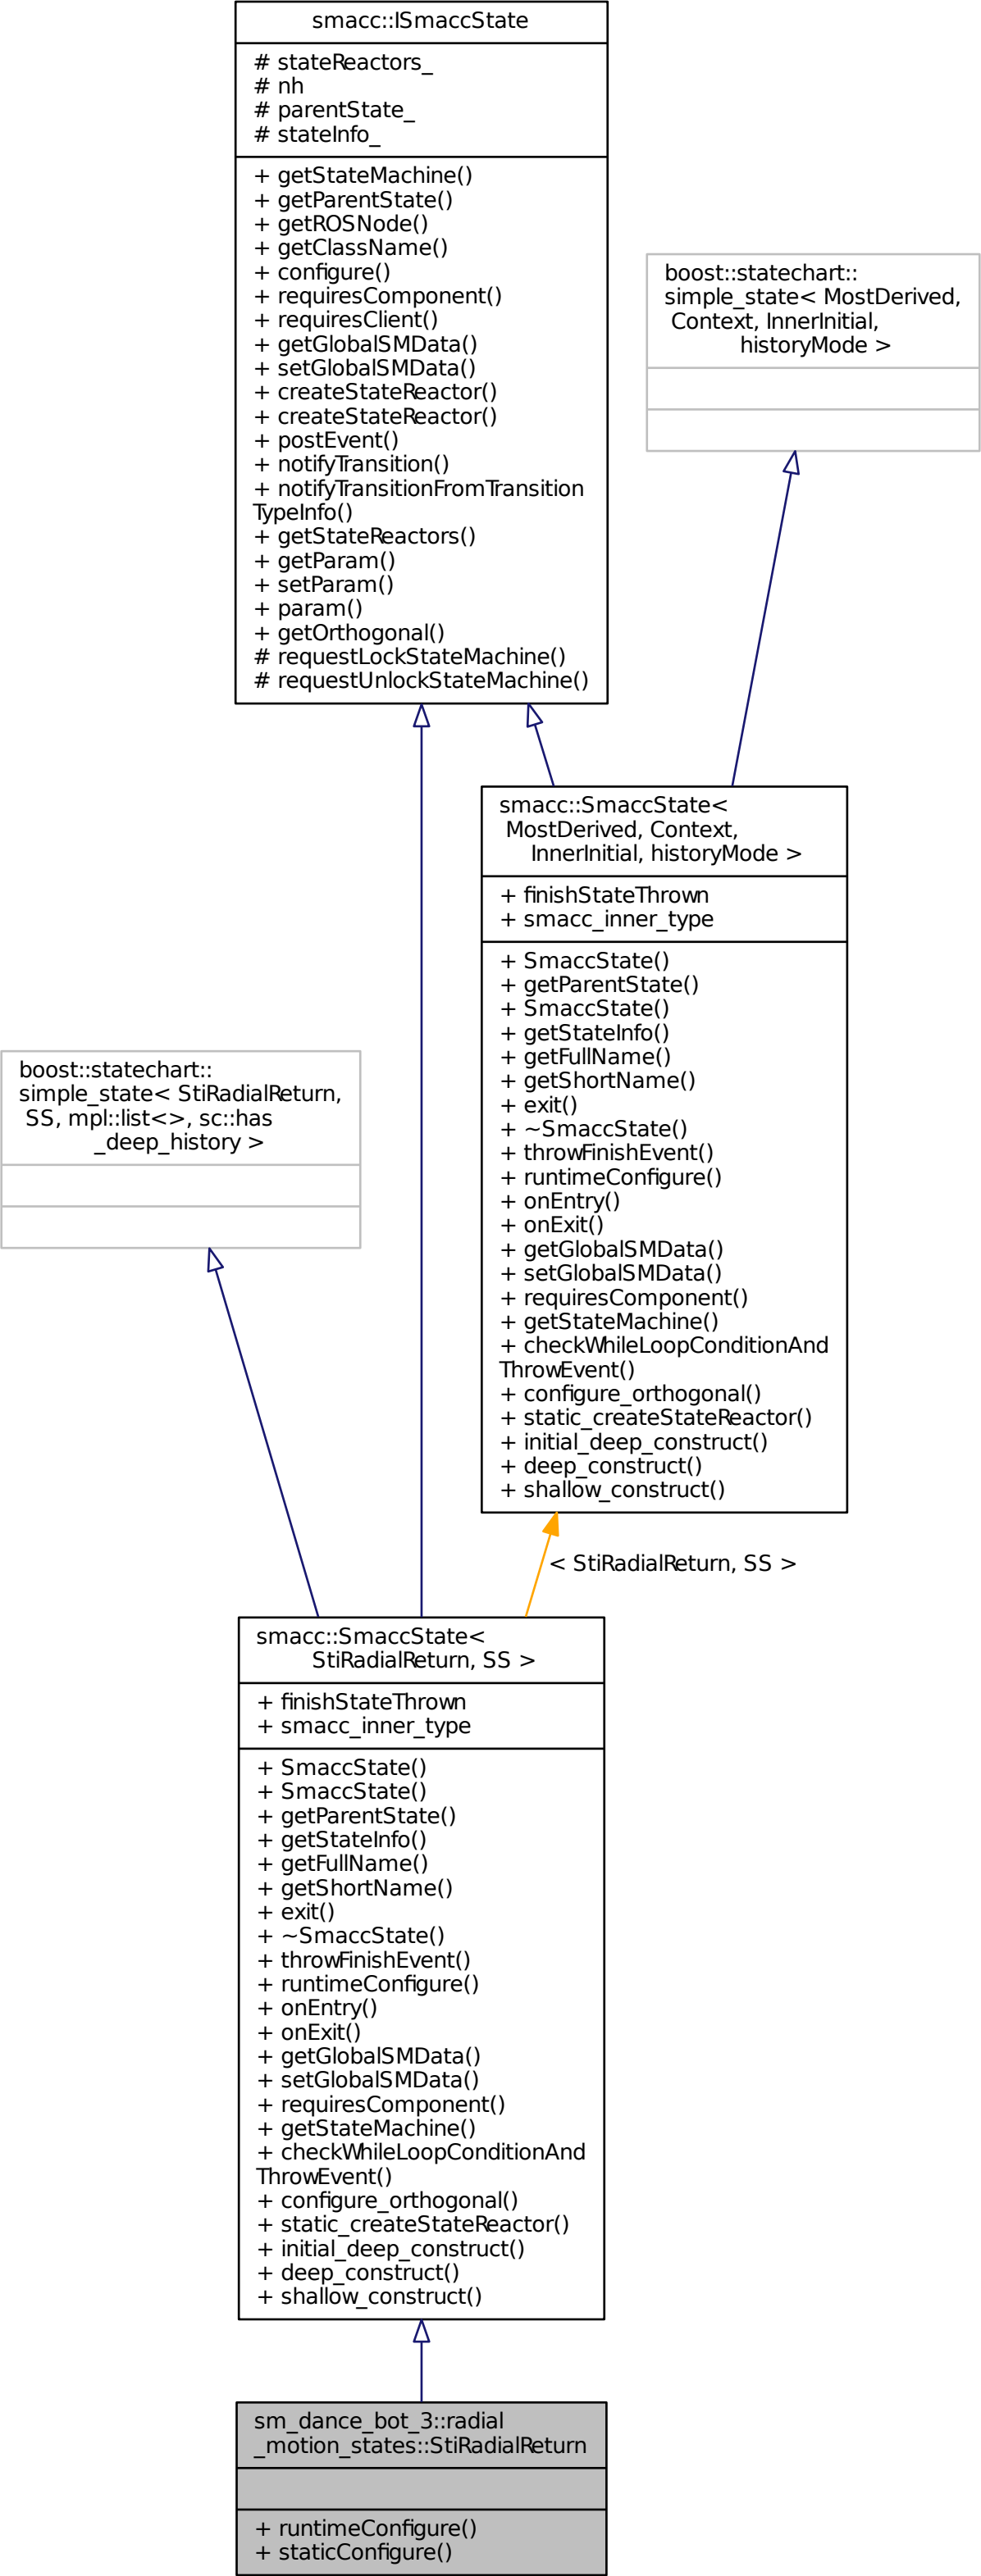 smacc::ISmaccState
# stateReactors_
# nh
# parentState_
# stateInfo_
+ getStateMachine()
+ getParentState()
+ getROSNode()
+ getClassName()
+ configure()
+ requiresComponent()
+ requiresClient()
+ getGlobalSMData()
+ setGlobalSMData()
+ createStateReactor()
+ createStateReactor()
+ postEvent()
+ notifyTransition()
+ notifyTransitionFromTransition
TypeInfo()
+ getStateReactors()
+ getParam()
+ setParam()
+ param()
+ getOrthogonal()
# requestLockStateMachine()
# requestUnlockStateMachine()
boost::statechart::
simple_state< MostDerived,
Context, InnerInitial,
historyMode >
smacc::SmaccState<
MostDerived, Context,
InnerInitial, historyMode >
+ finishStateThrown
+ smacc_inner_type
+ SmaccState()
+ getParentState()
+ SmaccState()
+ getStateInfo()
+ getFullName()
+ getShortName()
+ exit()
+ ~SmaccState()
+ throwFinishEvent()
+ runtimeConfigure()
+ onEntry()
+ onExit()
+ getGlobalSMData()
+ setGlobalSMData()
+ requiresComponent()
+ getStateMachine()
+ checkWhileLoopConditionAnd
ThrowEvent()
+ configure_orthogonal()
+ static_createStateReactor()
+ initial_deep_construct()
+ deep_construct()
+ shallow_construct()
boost::statechart::
simple_state< StiRadialReturn,
SS, mpl::list<>, sc::has
_deep_history >
< StiRadialReturn, SS >
smacc::SmaccState<
StiRadialReturn, SS >
+ finishStateThrown
+ smacc_inner_type
+ SmaccState()
+ SmaccState()
+ getParentState()
+ getStateInfo()
+ getFullName()
+ getShortName()
+ exit()
+ ~SmaccState()
+ throwFinishEvent()
+ runtimeConfigure()
+ onEntry()
+ onExit()
+ getGlobalSMData()
+ setGlobalSMData()
+ requiresComponent()
+ getStateMachine()
+ checkWhileLoopConditionAnd
ThrowEvent()
+ configure_orthogonal()
+ static_createStateReactor()
+ initial_deep_construct()
+ deep_construct()
+ shallow_construct()
sm_dance_bot_3::radial
_motion_states::StiRadialReturn
+ runtimeConfigure()
+ staticConfigure()